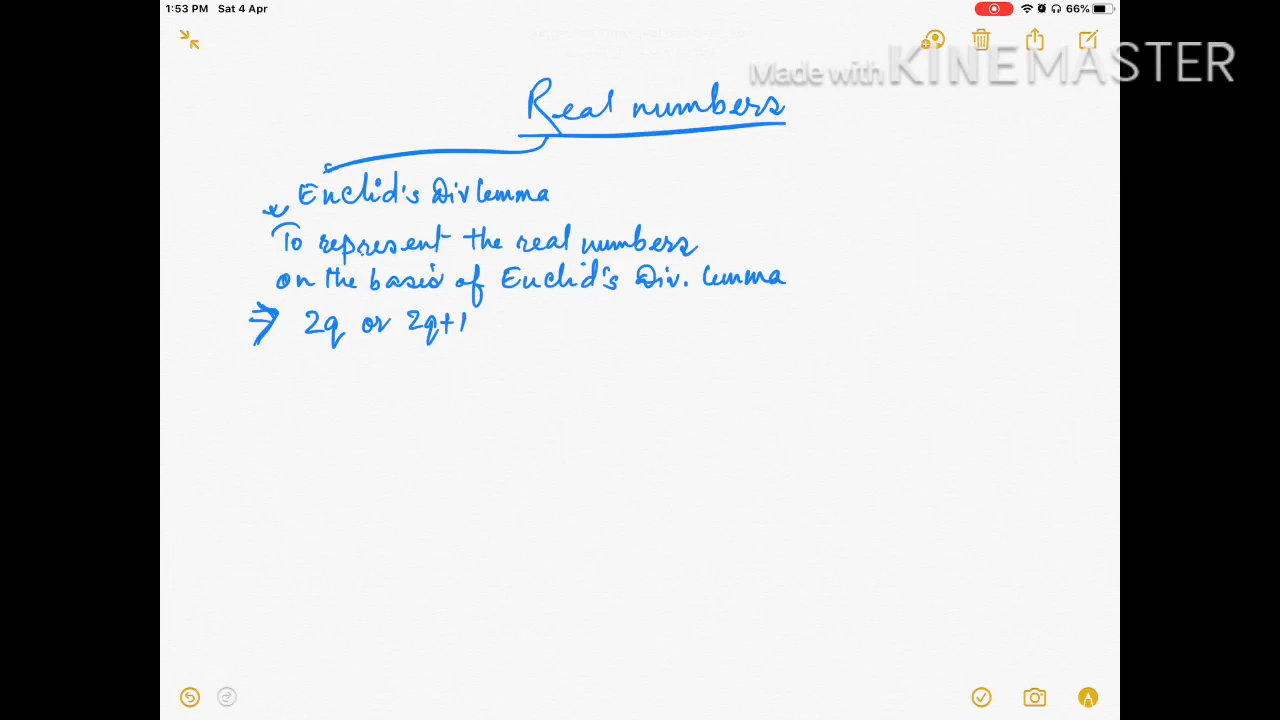 1:53 PM Sat 4 Apr
66%
Made with KINEMASTER
Real numbers
Euclid's Div lemma
To represent the real numbers
on the basis of Euclid's Div. lemma
⇒ 2q or 2q+1